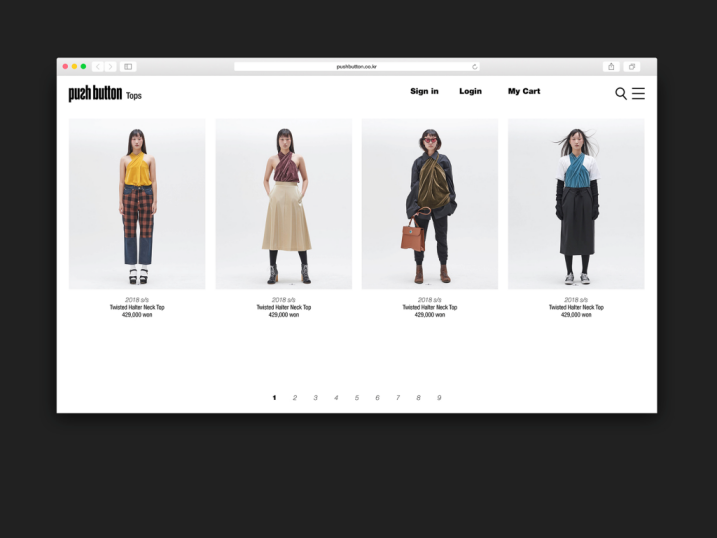 pushbutton.co.kr
push button Tops
Sign in
Login
My Cart
2018 s/s
Twisted Halter Neck Top
429,000 won
2018 s/s
Twisted Halter Neck Top
429,000 won
2018 s/s
Twisted Halter Neck Top
429,000 won
2018 s/s
Twisted Halter Neck Top
429,000 won
1 2 3 4 5 6 7 8 9